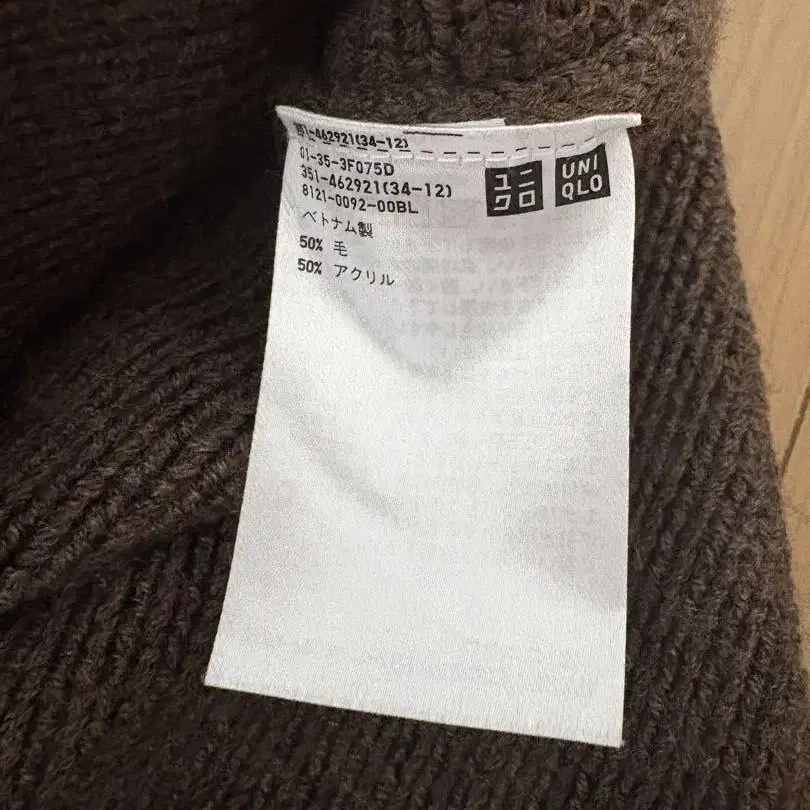 351-462921(34-12)
01-35-3F075D
351-462921(34-12)
8121-0092-00BL
ベトナム製
50% 毛
50% アクリル
ユニ
クロ
UNI
QLO